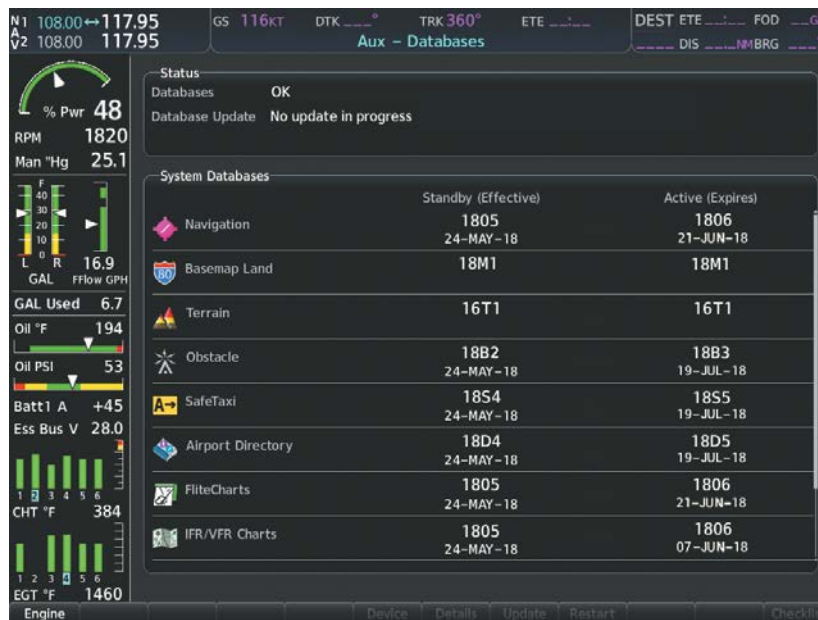 N1 108.00↔117.95 GS 116KT DTK ___° TRK 360° ETE __:__ DEST ETE __:__ FOD __G
A
V2 108.00 117.95 Aux – Databases ____ DIS __._NM BRG ___
% Pwr 48
RPM 1820
Man "Hg 25.1
F
40
30
20
10
0
L R 16.9
GAL FFlow GPH
GAL Used 6.7
Oil °F 194
Oil PSI 53
Batt1 A +45
Ess Bus V 28.0
1 2 3 4 5 6
CHT °F 384
1 2 3 4 5 6
EGT °F 1460
Status
Databases OK
Database Update No update in progress
System Databases
Standby (Effective) Active (Expires)
Navigation 1805 1806
24-MAY-18 21-JUN-18
80
Basemap Land 18M1 18M1
Terrain 16T1 16T1
Obstacle 18B2 18B3
24-MAY-18 19-JUL-18
A→ SafeTaxi 18S4 18S5
24-MAY-18 19-JUL-18
Airport Directory 18D4 18D5
24-MAY-18 19-JUL-18
FliteCharts 1805 1806
24-MAY-18 21-JUN-18
IFR/VFR Charts 1805 1806
24-MAY-18 07-JUN-18
Engine Device Details Update Restart Checkli